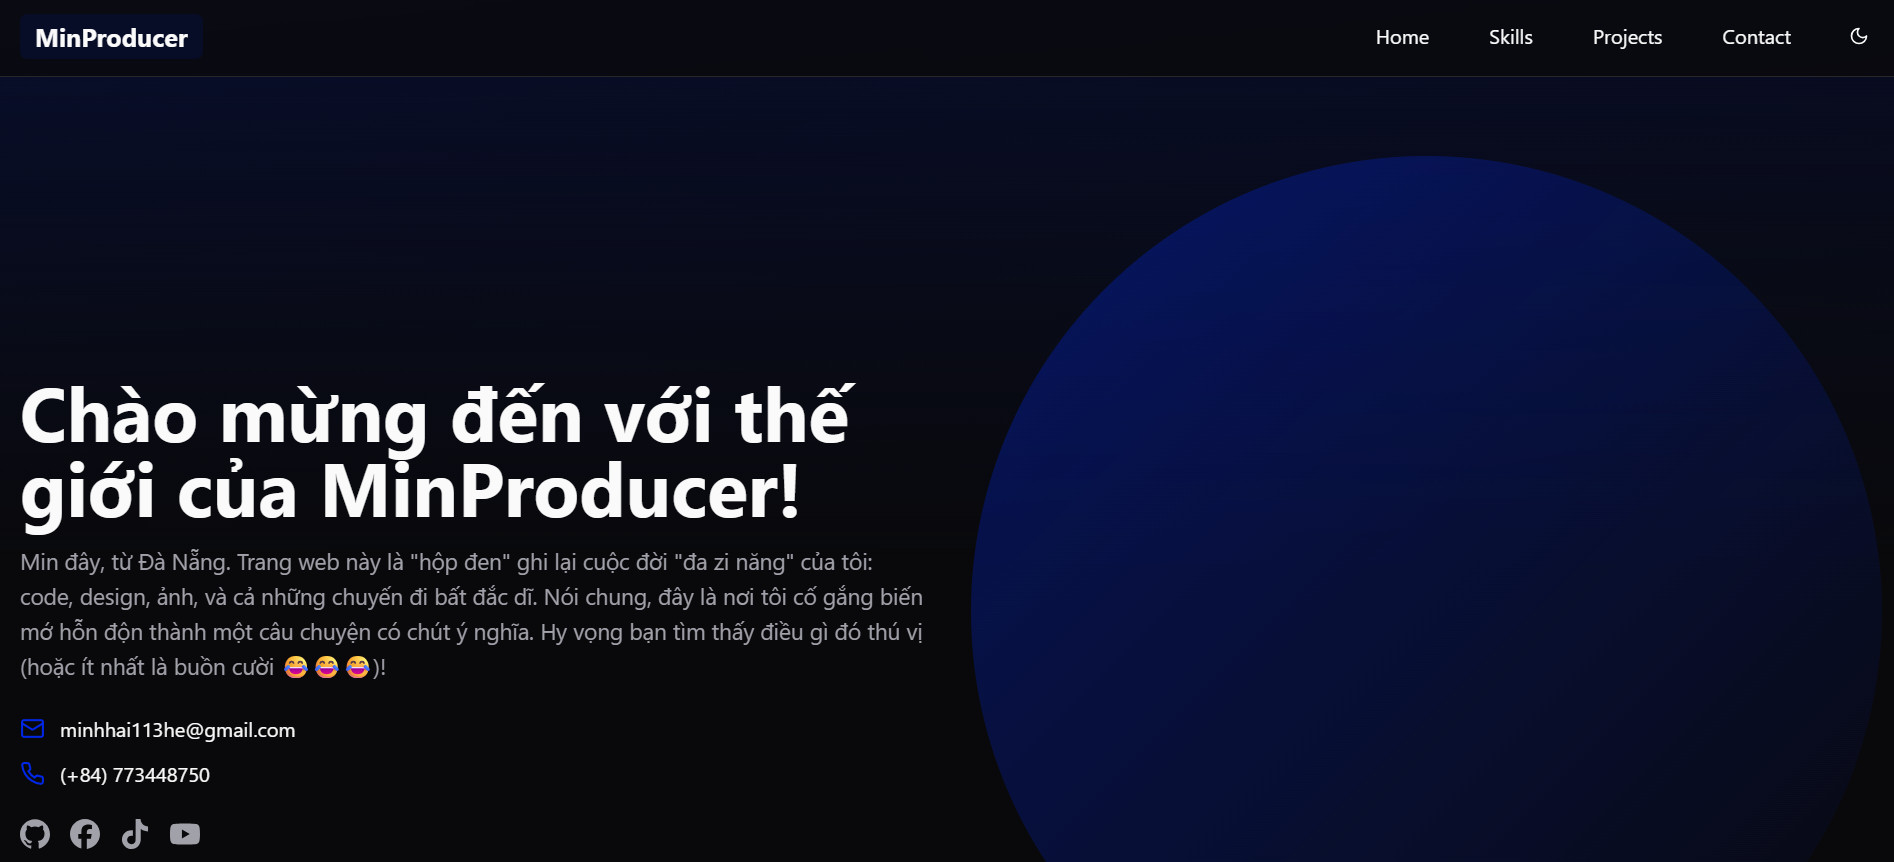 MinProducer
Home Skills Projects Contact
Chào mừng đến với thế
giới của MinProducer!
Min đây, từ Đà Nẵng. Trang web này là "hộp đen" ghi lại cuộc đời "đa zi năng" của tôi:
code, design, ảnh, và cả những chuyến đi bất đắc dĩ. Nói chung, đây là nơi tôi cố gắng biến
mớ hỗn độn thành một câu chuyện có chút ý nghĩa. Hy vọng bạn tìm thấy điều gì đó thú vị
(hoặc ít nhất là buồn cười 😂😂😂)!
minhhai113he@gmail.com
(+84) 773448750